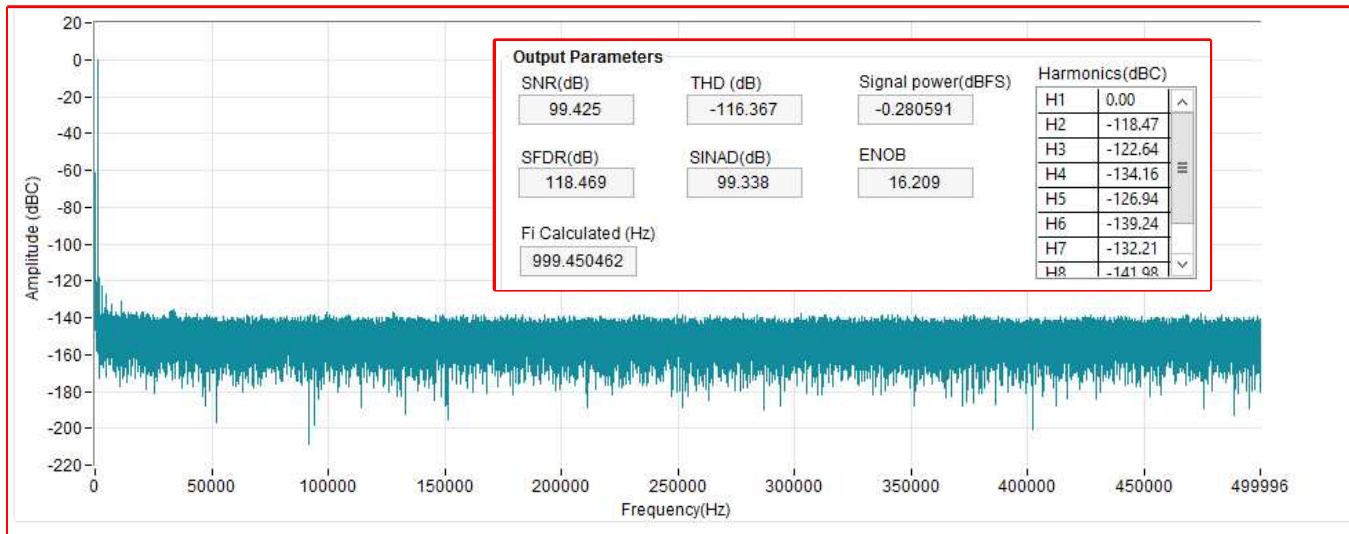 20
0
-20
-40
-60
-80
-100
-120
-140
-160
-180
-200
-220
Amplitude (dBC)
0 50000 100000 150000 200000 250000 300000 350000 400000 450000 499996
Frequency(Hz)
Output Parameters
SNR(dB) THD (dB) Signal power(dBFS)
99.425 -116.367 -0.280591
SFDR(dB) SINAD(dB) ENOB
118.469 99.338 16.209
Fi Calculated (Hz)
999.450462
Harmonics(dBC)
H1 0.00
H2 -118.47
H3 -122.64
H4 -134.16
H5 -126.94
H6 -139.24
H7 -132.21
H8 -141.98